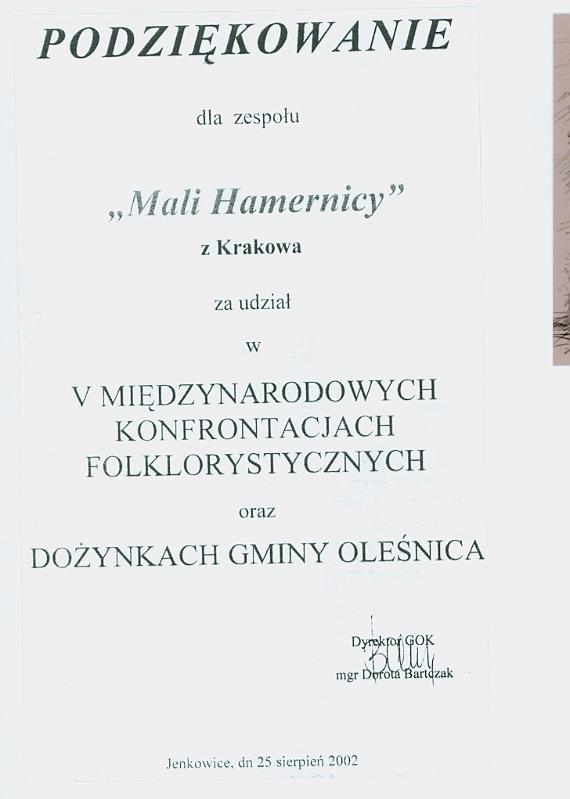 PODZIĘKOWANIE
dla zespołu
„Mali Hamernicy”
z Krakowa
za udział
w
V MIĘDZYNARODOWYCH
KONFRONTACJACH
FOLKLORYSTYCZNYCH
oraz
DOŻYNKACH GMINY OLEŚNICA
Dyrektor GOK
mgr Dorota Bartczak
Jenkowice, dn 25 sierpień 2002